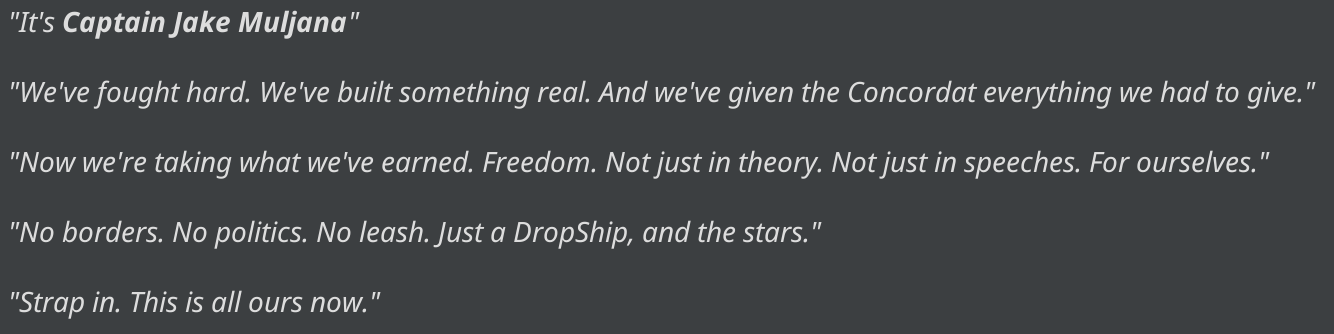 "It's Captain Jake Muljana"
"We've fought hard. We've built something real. And we've given the Concordat everything we had to give."
"Now we're taking what we've earned. Freedom. Not just in theory. Not just in speeches. For ourselves."
"No borders. No politics. No leash. Just a DropShip, and the stars."
"Strap in. This is all ours now."